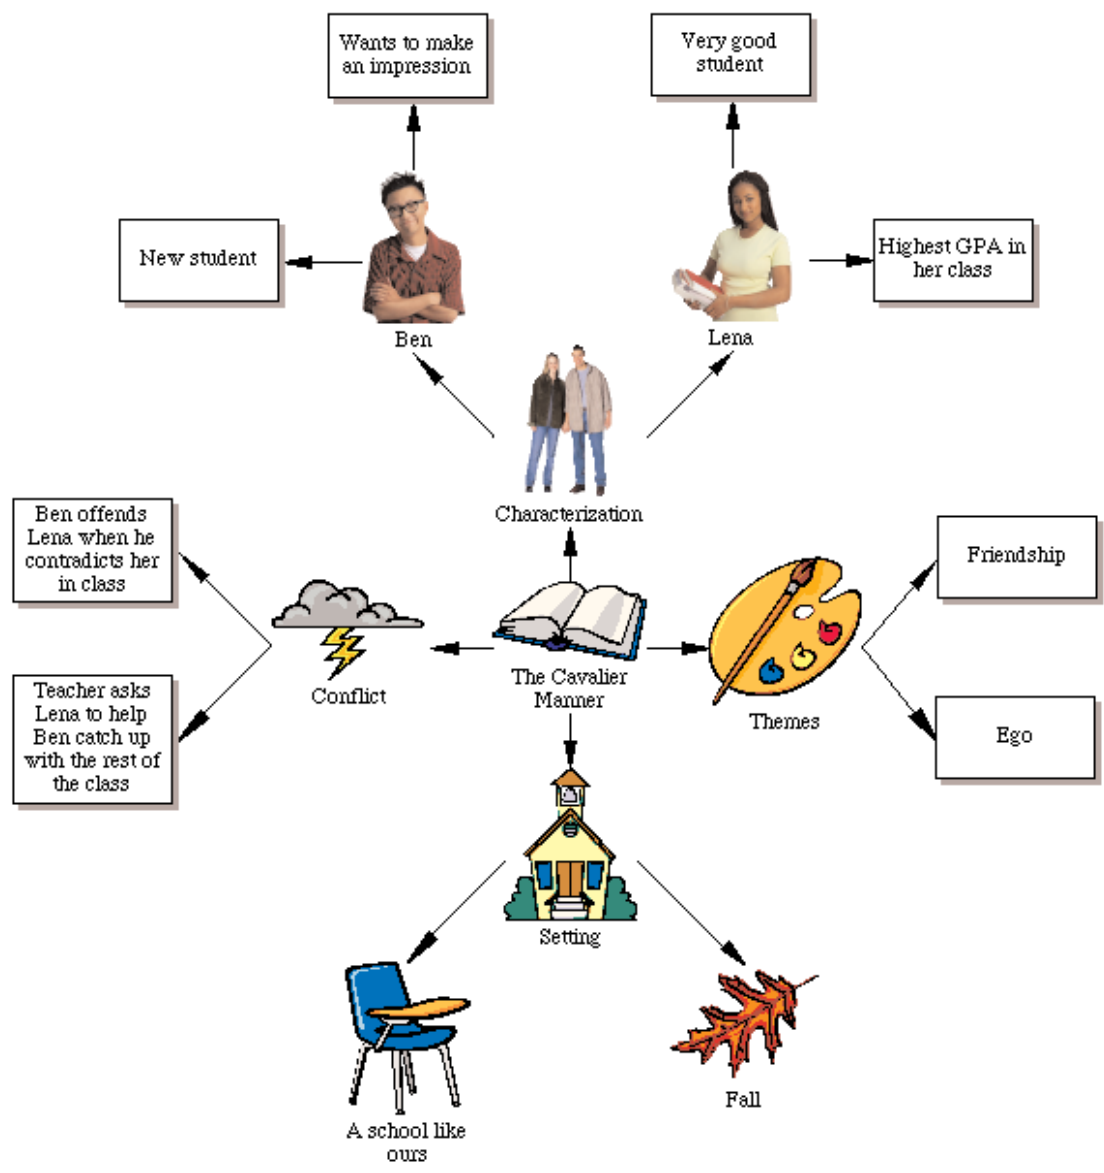 Wants to make
an impression
Very good
student
New student
Highest GPA in
her class
Ben
Lena
Characterization
Ben offends
Lena when he
contradicts her
in class
Friendship
Conflict
The Cavalier
Manner
Themes
Teacher asks
Lena to help
Ben catch up
with the rest of
the class
Ego
Setting
A school like
ours
Fall